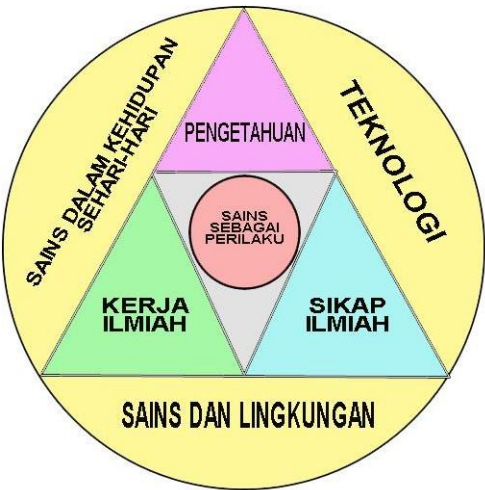 SAINS DALAM KEHIDUPAN
SEHARI-HARI
TEKNOLOGI
PENGETAHUAN
SAINS
SEBAGAI
PERILAKU
KERJA
ILMIAH
SIKAP
ILMIAH
SAINS DAN LINGKUNGAN